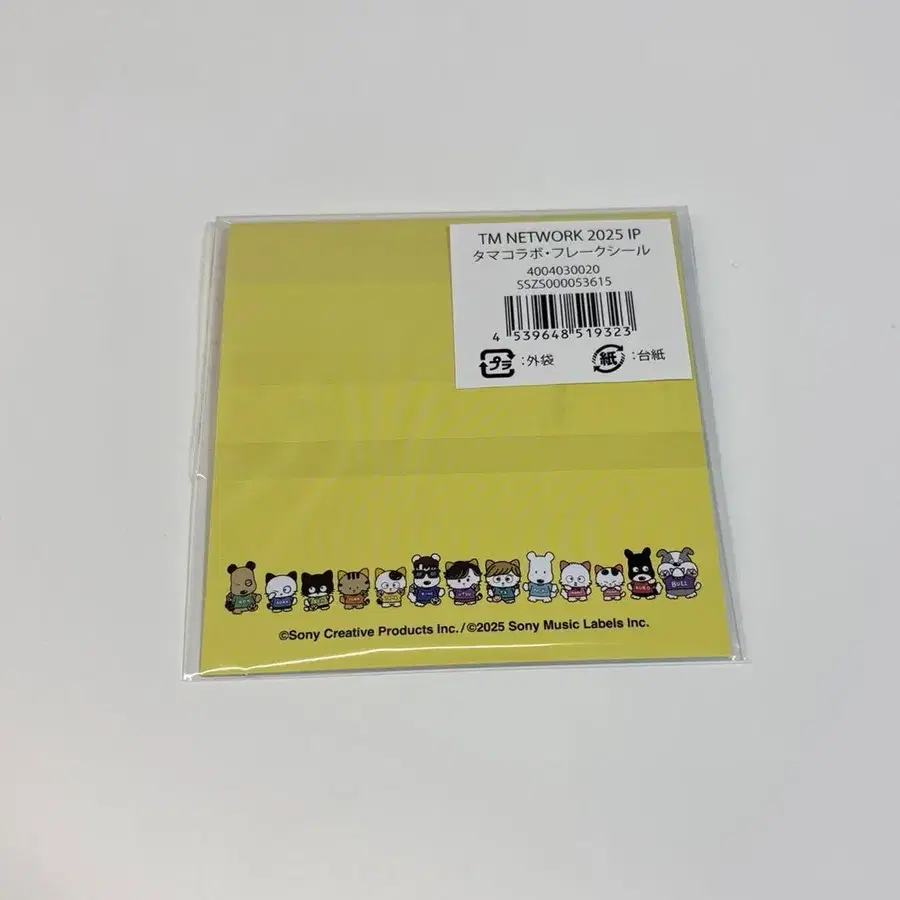 TM NETWORK 2025 IP
タマコラボ・フレークシール
4004030020
SSZS000053615
4 539648 519323
プラ :外袋
紙 :台紙
BULL
©Sony Creative Products Inc. / ©2025 Sony Music Labels Inc.